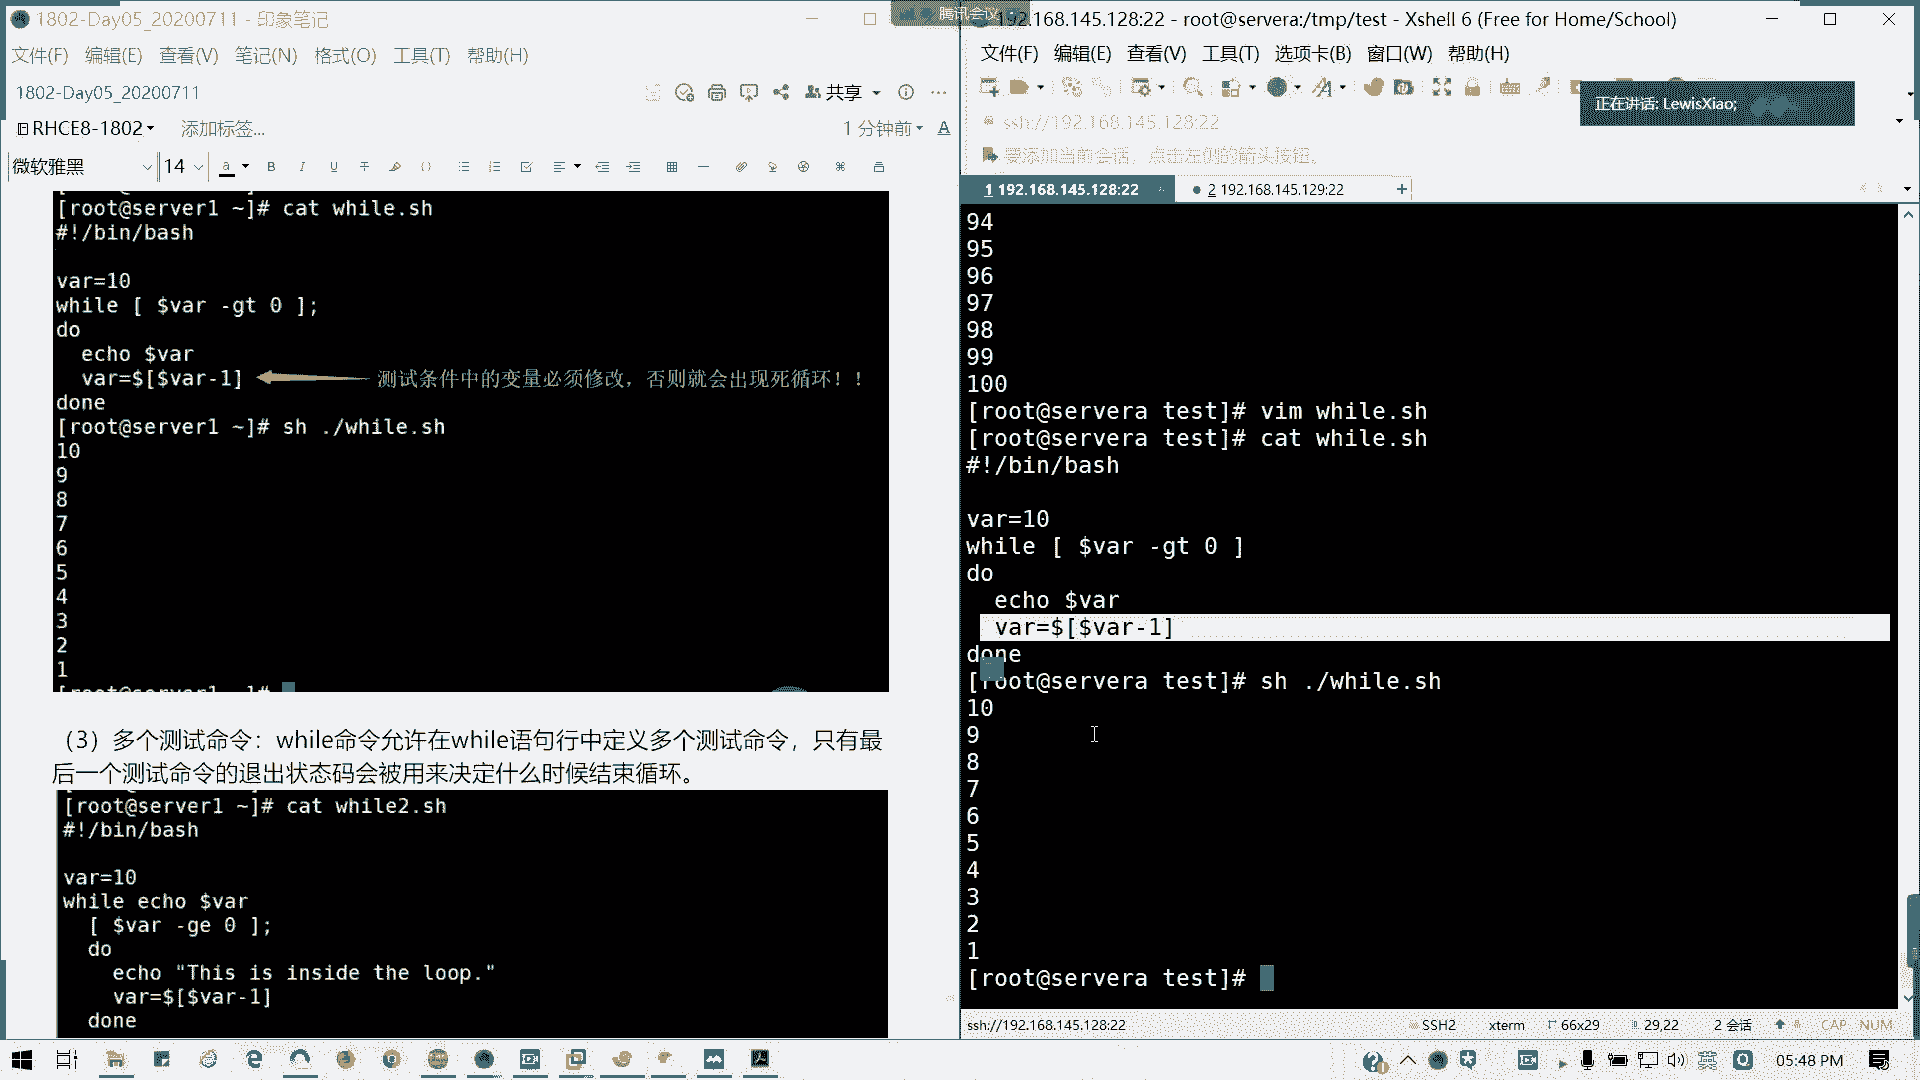 1802-Day05_20200711 - 印象笔记
文件(F) 编辑(E) 查看(V) 笔记(N) 格式(O) 工具(T) 帮助(H)
1802-Day05_20200711
共享
RHCE8-1802
添加标签...
1 分钟前
微软雅黑
14
[root@server1 ~]# cat while.sh
#!/bin/bash
var=10
while [ $var -gt 0 ];
do
echo $var
var=$[$var-1]
测试条件中的变量必须修改，否则就会出现死循环！！
done
[root@server1 ~]# sh ./while.sh
10
9
8
7
6
5
4
3
2
1
[root@server1 ~]#
（3）多个测试命令：while命令允许在while语句行中定义多个测试命令，只有最
后一个测试命令的退出状态码会被用来决定什么时候结束循环。
[root@server1 ~]# cat while2.sh
#!/bin/bash
var=10
while echo $var
[ $var -ge 0 ];
do
echo "This is inside the loop."
var=$[$var-1]
done
腾讯会议
192.168.145.128:22 - root@servera:/tmp/test - Xshell 6 (Free for Home/School)
文件(F) 编辑(E) 查看(V) 工具(T) 选项卡(B) 窗口(W) 帮助(H)
正在讲话: LewisXiao;
ssh://192.168.145.128:22
要添加当前会话，点击左侧的箭头按钮。
1 192.168.145.128:22
2 192.168.145.129:22
94
95
96
97
98
99
100
[root@servera test]# vim while.sh
[root@servera test]# cat while.sh
#!/bin/bash
var=10
while [ $var -gt 0 ]
do
echo $var
var=$[$var-1]
done
[root@servera test]# sh ./while.sh
10
9
8
7
6
5
4
3
2
1
[root@servera test]#
ssh://192.168.145.128:22
SSH2
xterm
66x29
29,22
2 会话
CAP NUM
英
05:48 PM